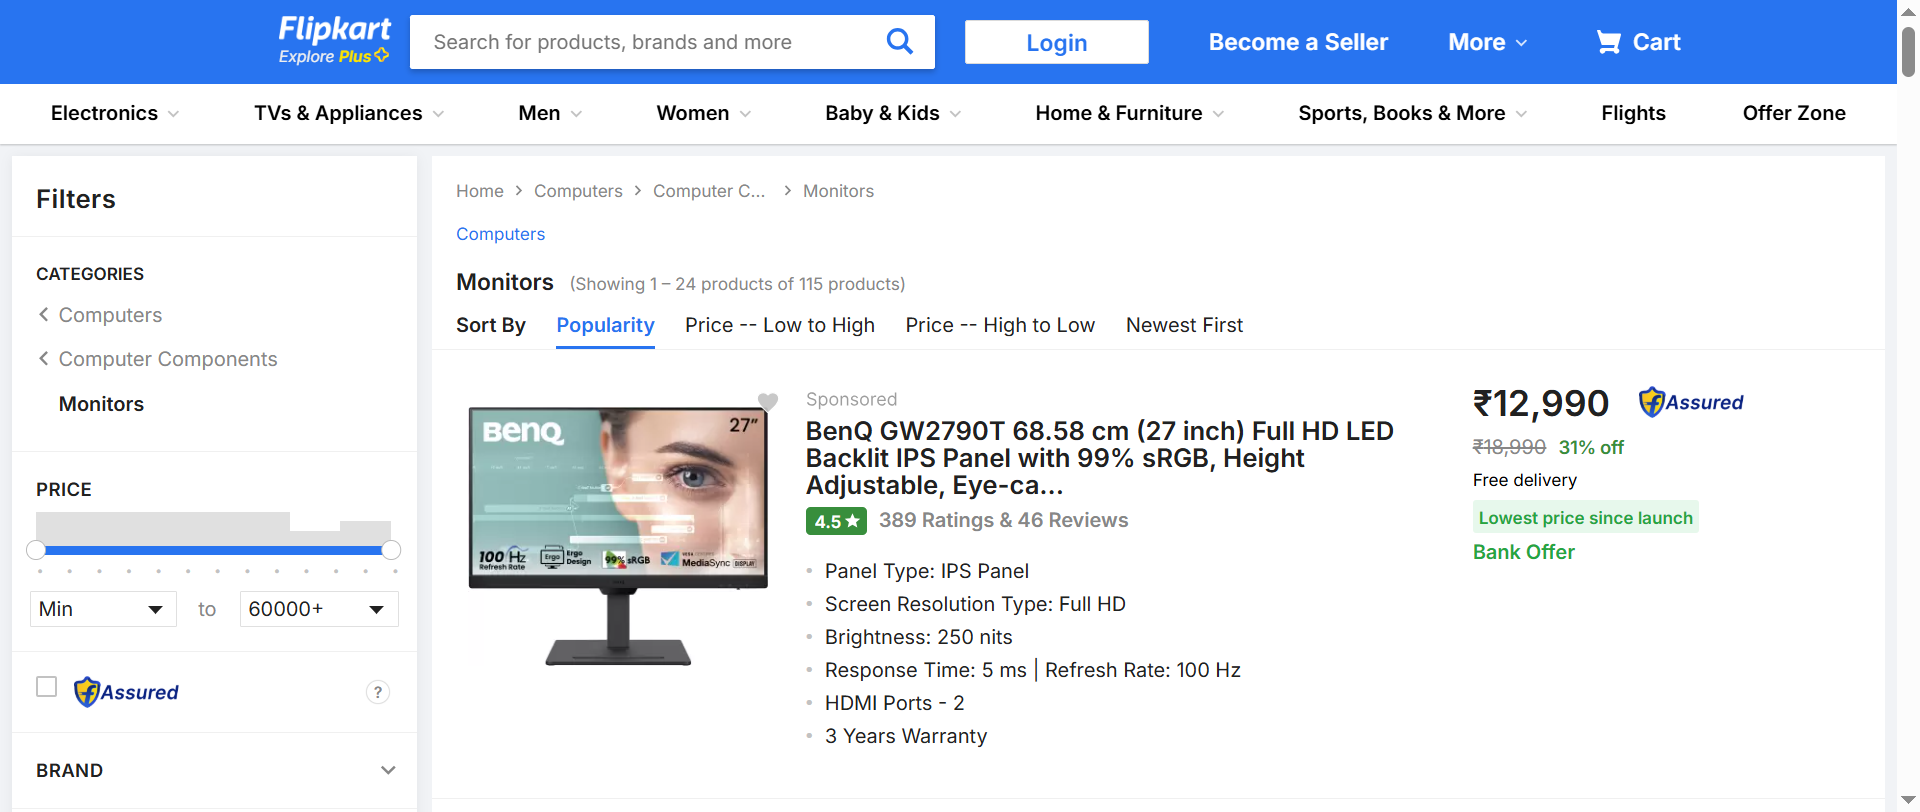 Flipkart
Explore Plus
Search for products, brands and more
Login
Become a Seller
More
Cart
Electronics
TVs & Appliances
Men
Women
Baby & Kids
Home & Furniture
Sports, Books & More
Flights
Offer Zone
Filters
CATEGORIES
Computers
Computer Components
Monitors
PRICE
Min
to
60000+
Assured
?
BRAND
Home
Computers
Computer C...
Monitors
Computers
Monitors (Showing 1 – 24 products of 115 products)
Sort By
Popularity
Price -- Low to High
Price -- High to Low
Newest First
BenQ
27"
100 Hz
Refresh Rate
Ergo
Ergo
Design
99% sRGB
MediaSync DISPLAY
Sponsored
BenQ GW2790T 68.58 cm (27 inch) Full HD LED
Backlit IPS Panel with 99% sRGB, Height
Adjustable, Eye-ca...
4.5
389 Ratings & 46 Reviews
Panel Type: IPS Panel
Screen Resolution Type: Full HD
Brightness: 250 nits
Response Time: 5 ms | Refresh Rate: 100 Hz
HDMI Ports - 2
3 Years Warranty
₹12,990
Assured
₹18,990 31% off
Free delivery
Lowest price since launch
Bank Offer